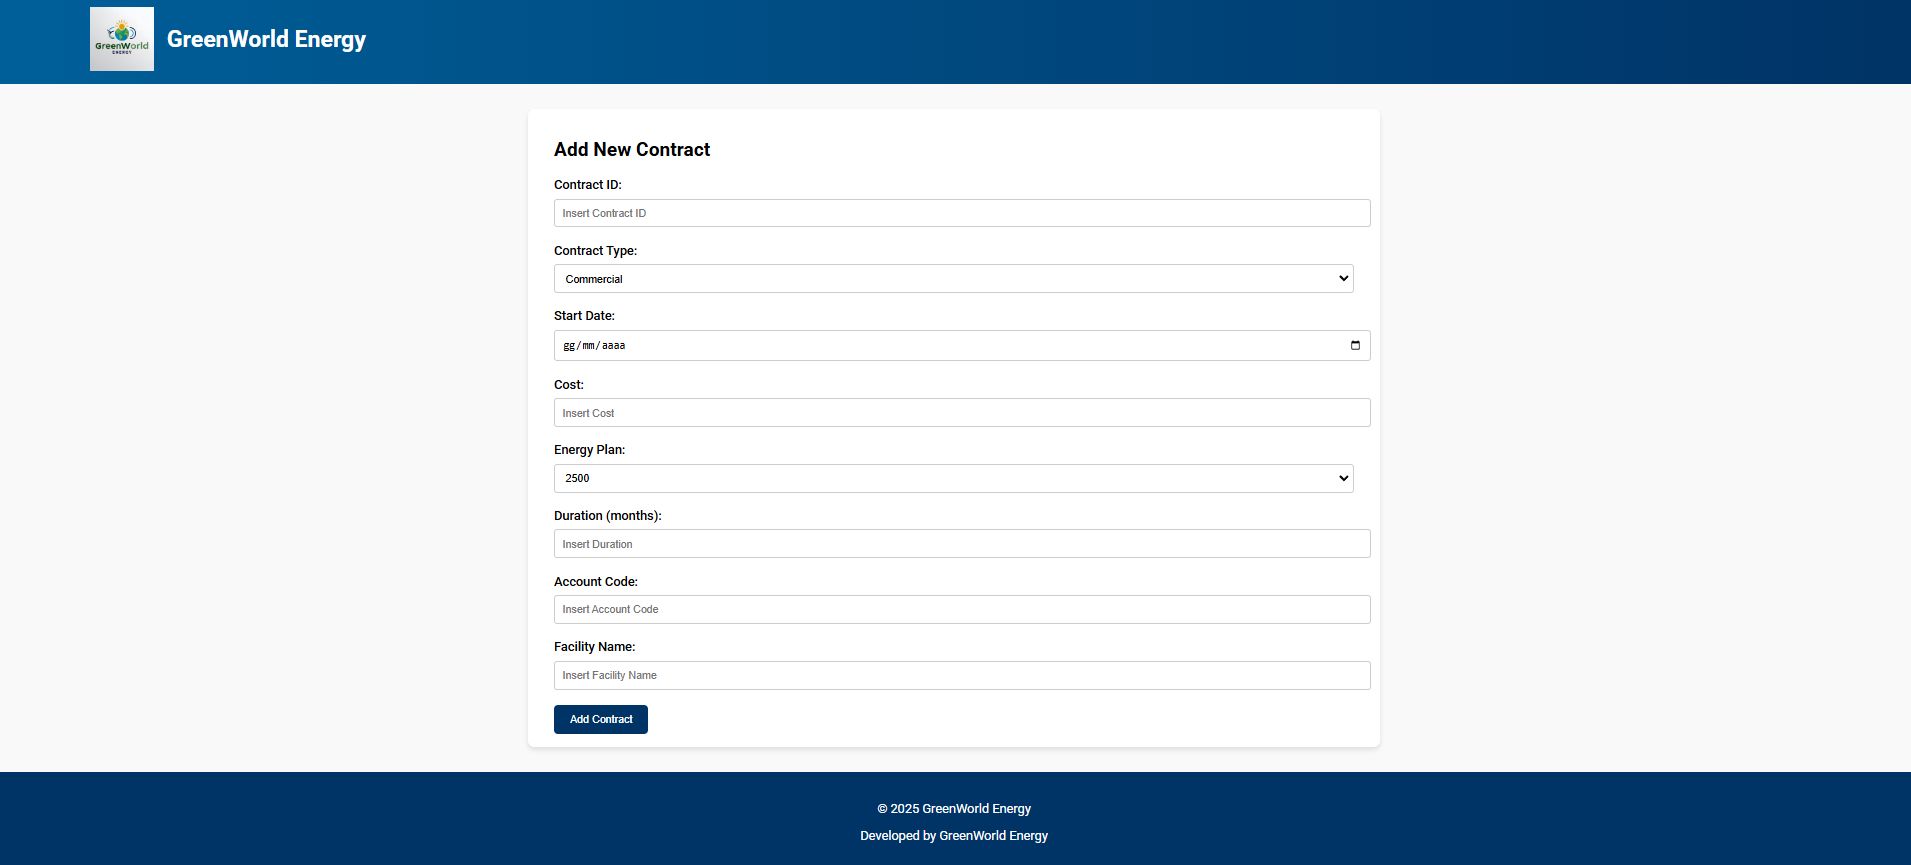 GreenWorld
ENERGY
GreenWorld Energy
Add New Contract
Contract ID:
Insert Contract ID
Contract Type:
Commercial
Start Date:
gg/mm/aaaa
Cost:
Insert Cost
Energy Plan:
2500
Duration (months):
Insert Duration
Account Code:
Insert Account Code
Facility Name:
Insert Facility Name
Add Contract
© 2025 GreenWorld Energy
Developed by GreenWorld Energy